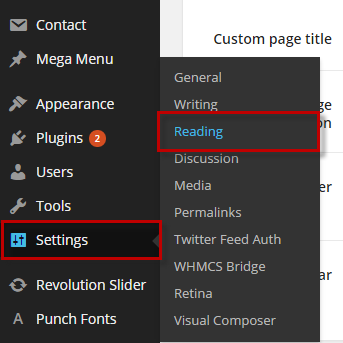 Contact
Mega Menu
Appearance
Plugins 2
Users
Tools
Settings
Revolution Slider
Punch Fonts
General
Writing
Reading
Discussion
Media
Permalinks
Twitter Feed Auth
WHMCS Bridge
Retina
Visual Composer
Custom page title